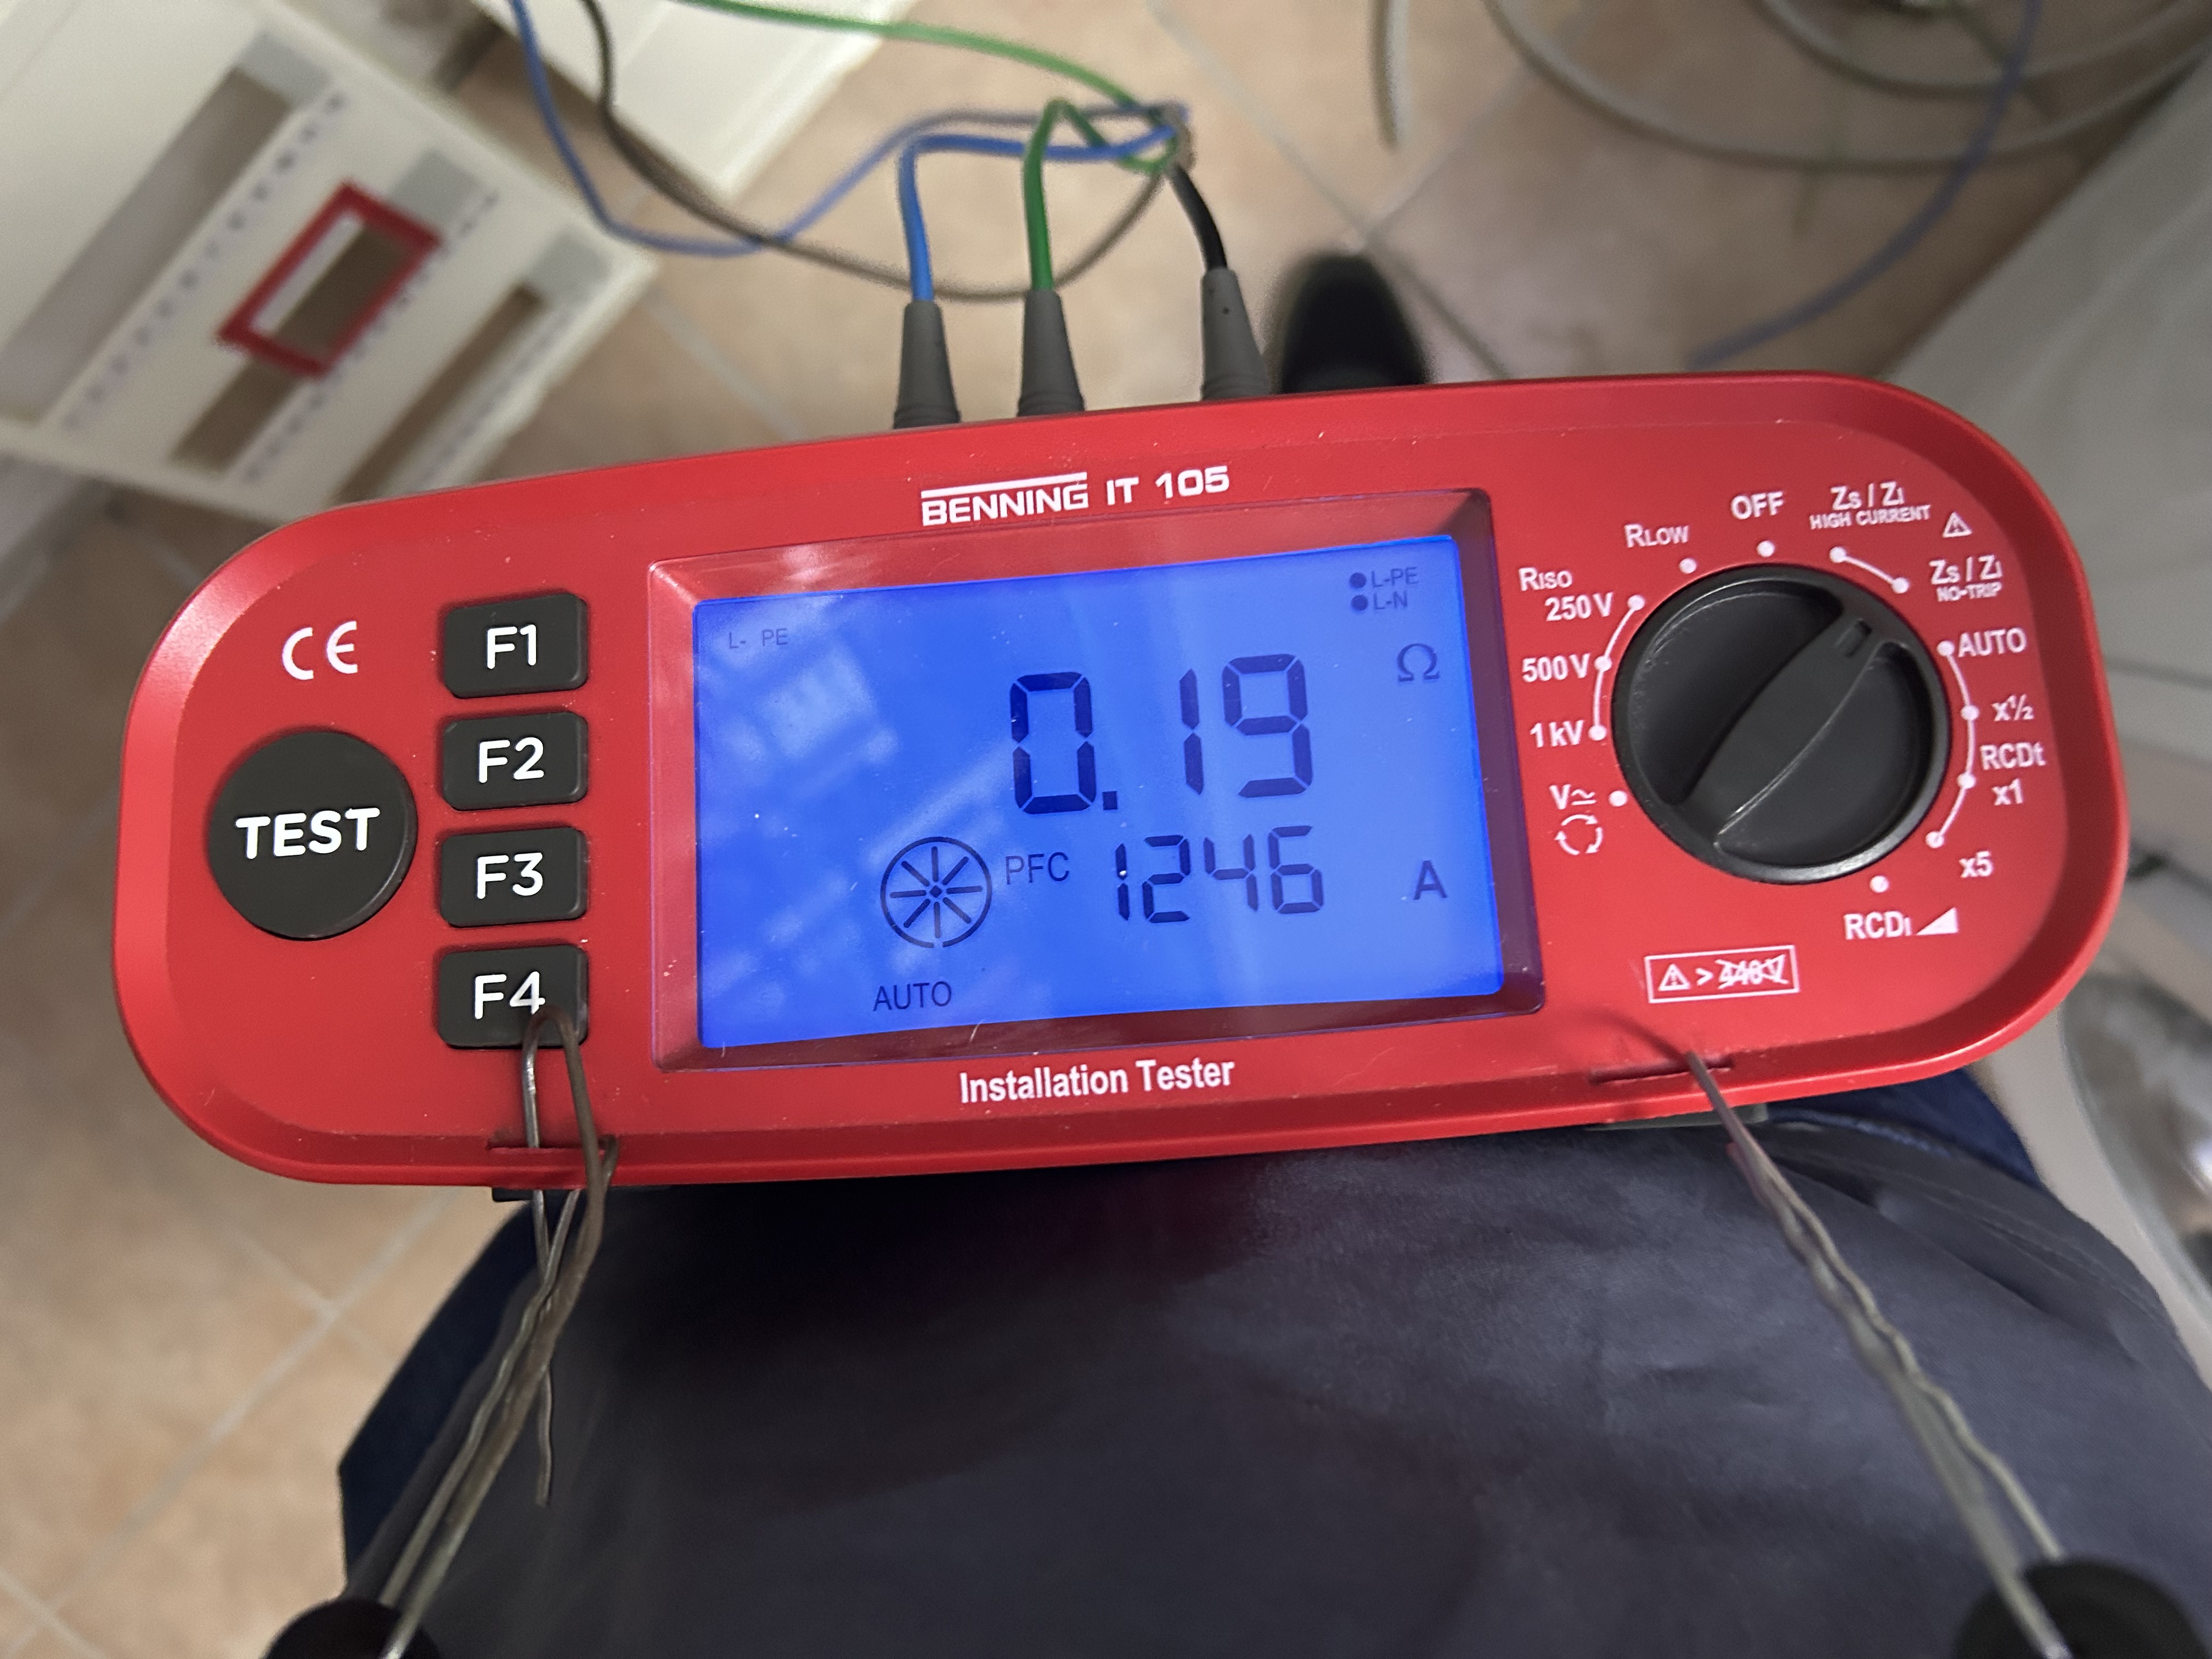 BENNING IT 105
CE
TEST
F1
F2
F3
F4
L- PE
L-PE
L-N
0.19 Ω
PFC 1246 A
AUTO
Installation Tester
RISO
250V
500V
1kV
V
RLOW
OFF
Zs / ZI
HIGH CURRENT
Zs / ZI
NO-TRIP
AUTO
x½
RCDt
x1
x5
RCDI
>